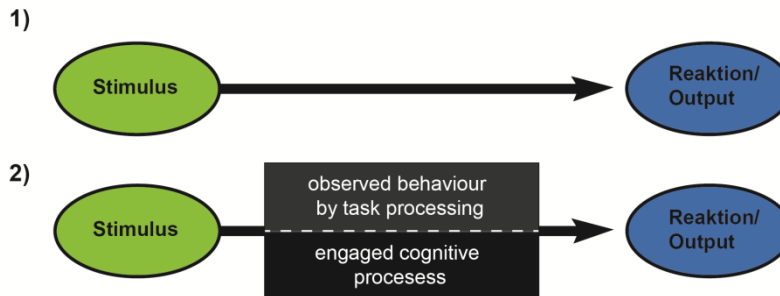 1)
Stimulus
Reaktion/
Output
2)
Stimulus
observed behaviour
by task processing
engaged cognitive
procesess
Reaktion/
Output